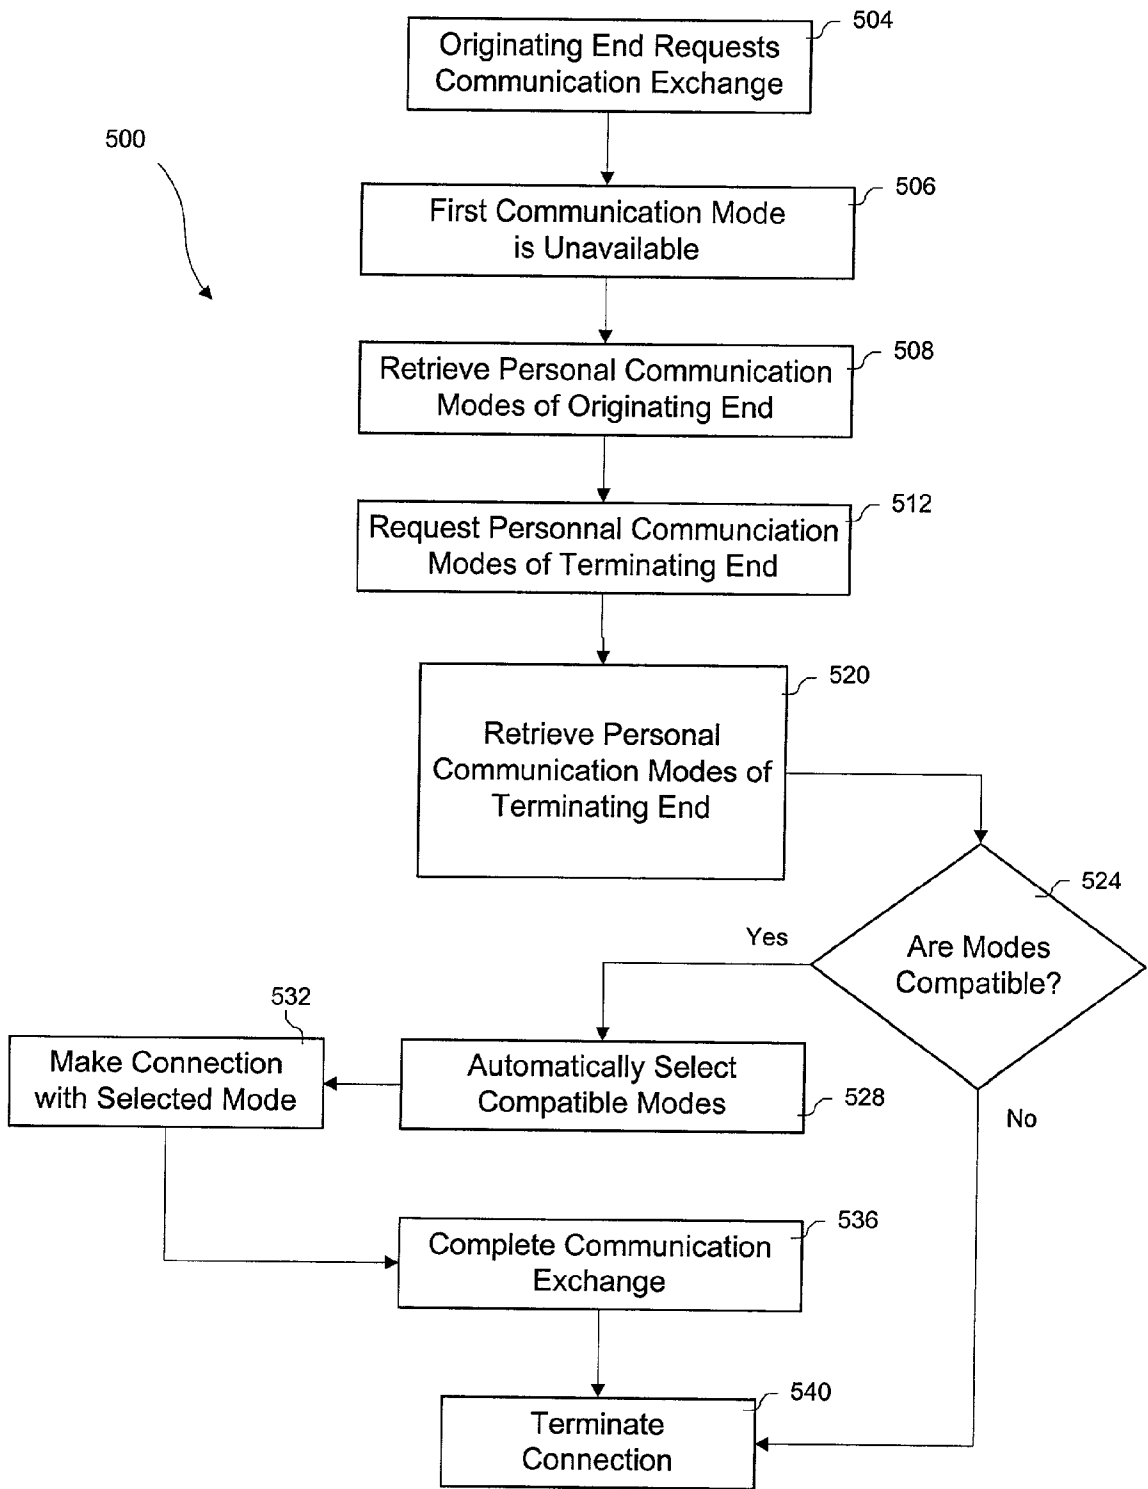 504
Originating End Requests
Communication Exchange
500
506
First Communication Mode
is Unavailable
508
Retrieve Personal Communication
Modes of Originating End
512
Request Personnal Communciation
Modes of Terminating End
520
Retrieve Personal
Communication Modes of
Terminating End
524
Are Modes
Compatible?
Yes
No
532
Make Connection
with Selected Mode
Automatically Select
Compatible Modes
528
536
Complete Communication
Exchange
540
Terminate
Connection